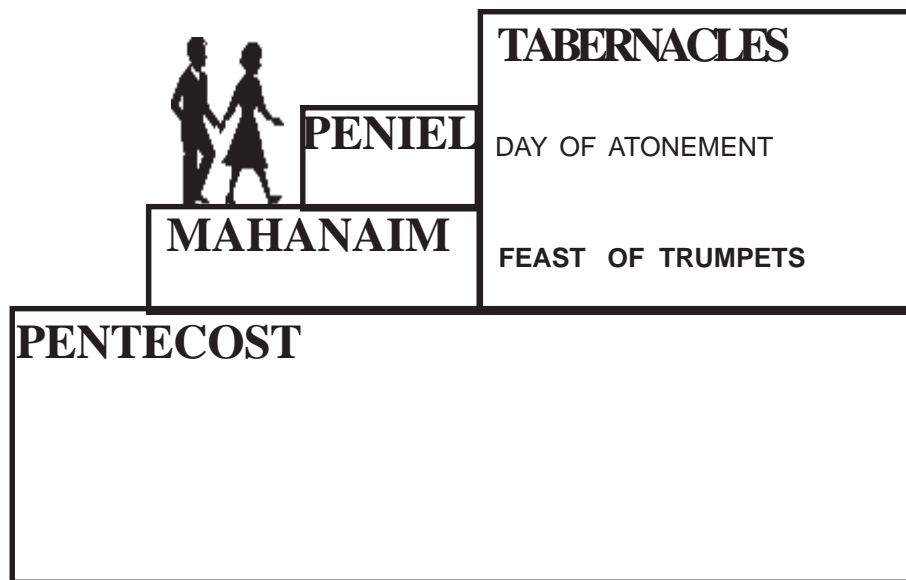 TABERNACLES
PENIEL
DAY OF ATONEMENT
MAHANAIM
FEAST OF TRUMPETS
PENTECOST